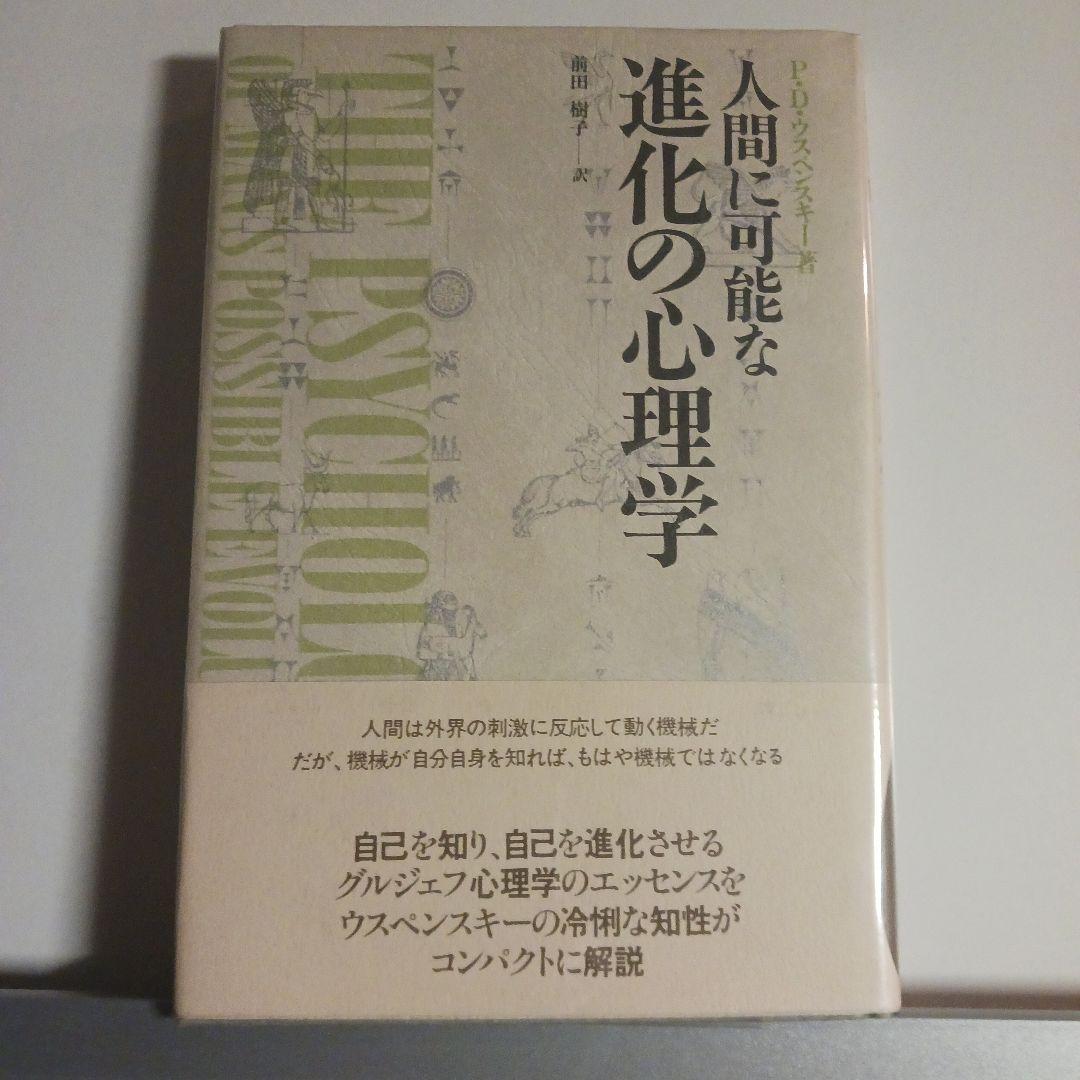 P・D・ウスペンスキー 著
人間に可能な
進化の心理学
前田 樹子──訳
THE PSYCHOLO
OF MAN'S POSSIBLE EVOLU
人間は外界の刺激に反応して動く機械だ
だが、機械が自分自身を知れば、もはや機械ではなくなる
自己を知り、自己を進化させる
グルジェフ心理学のエッセンスを
ウスペンスキーの冷悧な知性が
コンパクトに解説